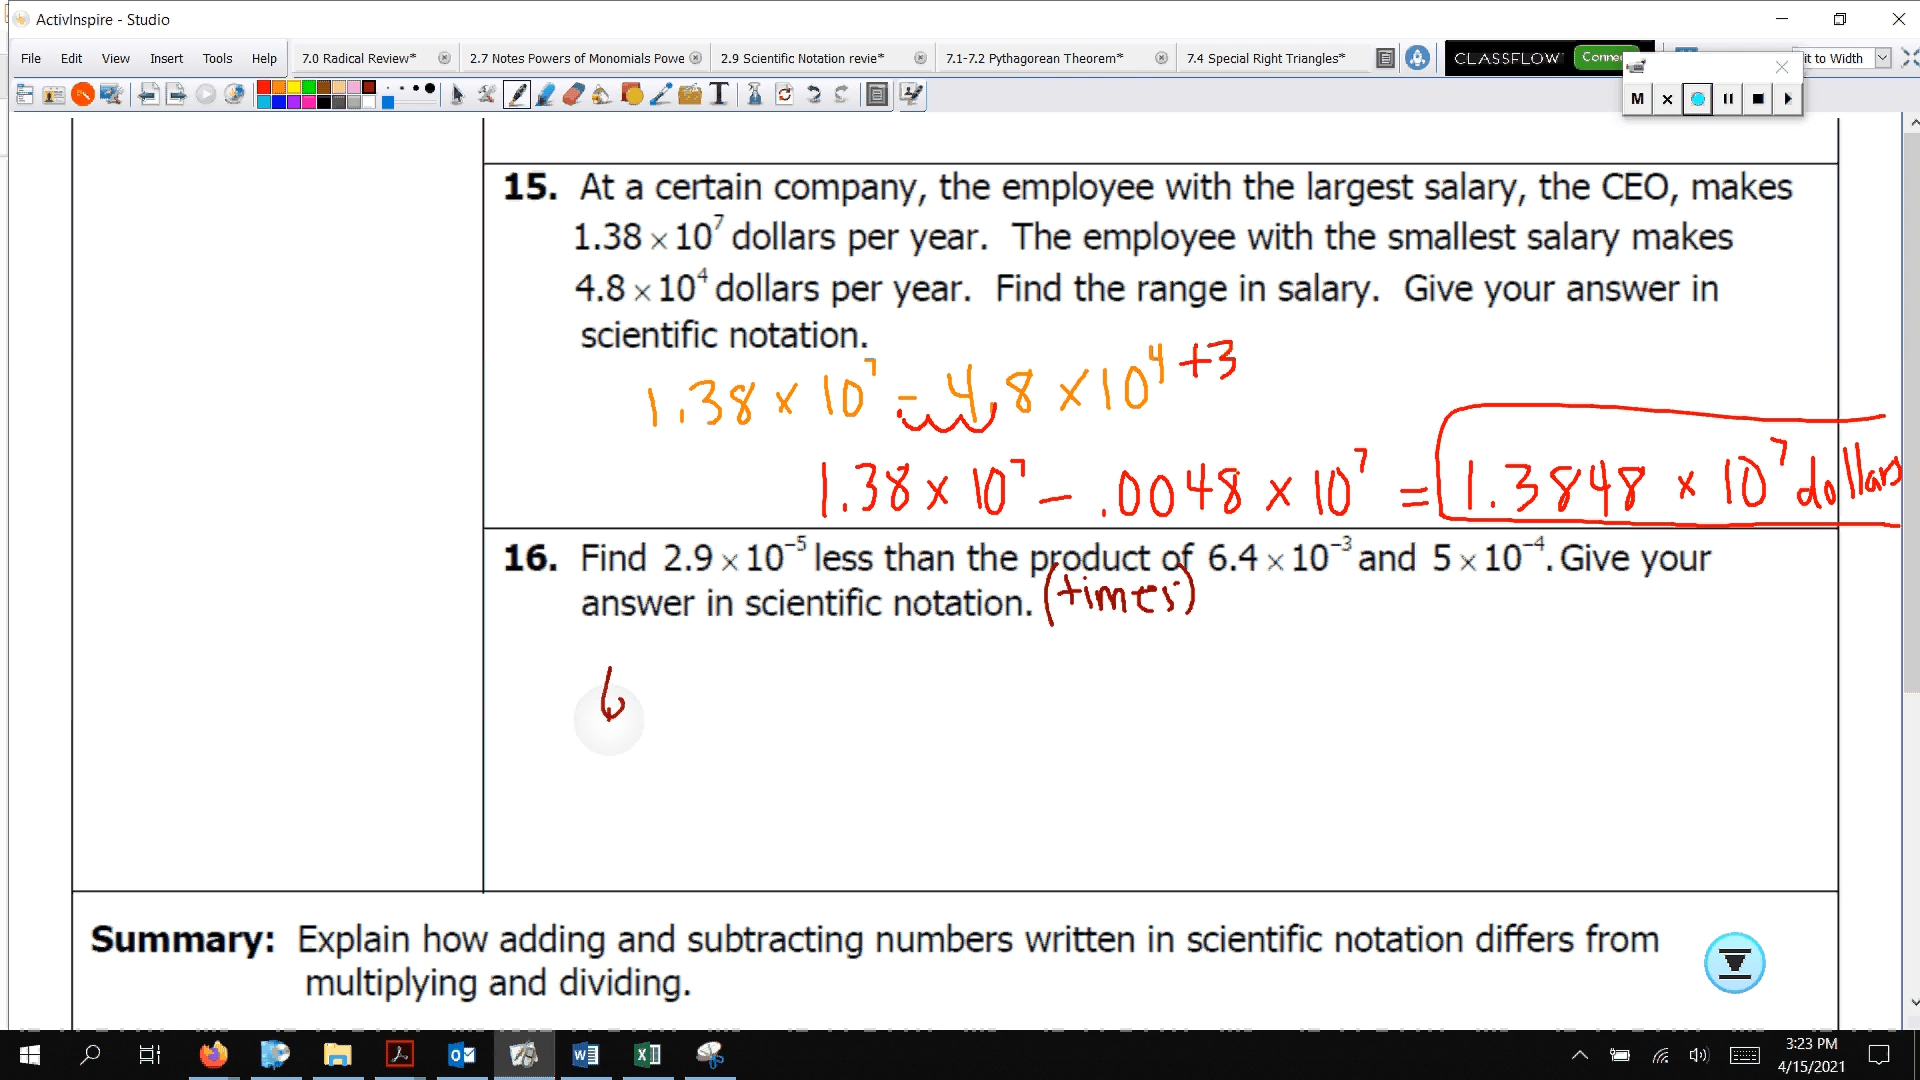 ActivInspire - Studio
File Edit View Insert Tools Help 7.0 Radical Review* 2.7 Notes Powers of Monomials Powe 2.9 Scientific Notation revie* 7.1-7.2 Pythagorean Theorem* 7.4 Special Right Triangles* CLASSFLOW Connec it to Width
M
15. At a certain company, the employee with the largest salary, the CEO, makes
1.38 × 10⁷ dollars per year. The employee with the smallest salary makes
4.8 × 10⁴ dollars per year. Find the range in salary. Give your answer in
scientific notation.
1.38 × 10⁷ - 4.8 × 10⁴ +3
1.38 × 10⁷ - .0048 × 10⁷ = 1.3848 × 10⁷ dollars
16. Find 2.9 × 10⁻⁵ less than the product of 6.4 × 10⁻³ and 5 × 10⁻⁴. Give your
answer in scientific notation. (times)
6
Summary: Explain how adding and subtracting numbers written in scientific notation differs from
multiplying and dividing.
3:23 PM
4/15/2021